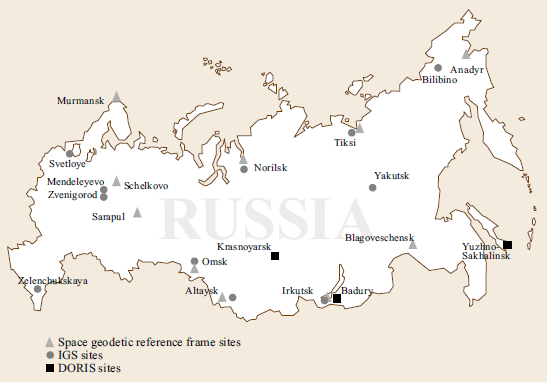 Anadyr
Bilibino
Murmansk
Tiksi
Svetloye
Norilsk
Yakutsk
Mendeleyevo
Schelkovo
Zvenigorod
Sarapul
RUSSIA
Blagoveschensk
Krasnoyarsk
Yuzhno-
Sakhalinsk
Omsk
Zelenchukskaya
Altaysk
Irkutsk
Badury
Space geodetic reference frame sites
IGS sites
DORIS sites